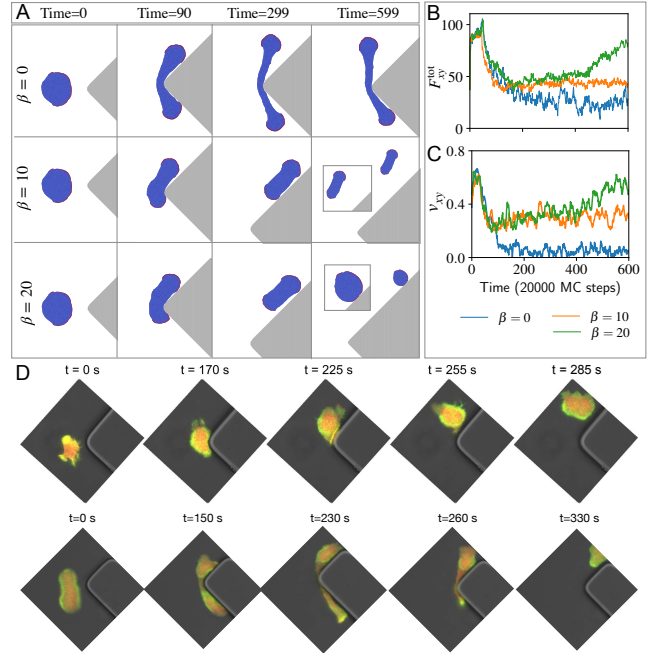 A Time=0 Time=90 Time=299 Time=599
β = 0
β = 10
β = 20
B
100
50
0
F_xy^tot
C
0.8
0.4
0.0
ν_xy
0 200 400 600
Time (20000 MC steps)
β = 0 β = 10
β = 20
D
t = 0 s t = 170 s t = 225 s t = 255 s t = 285 s
t=0 s t=150 s t=230 s t=260 s t=330 s